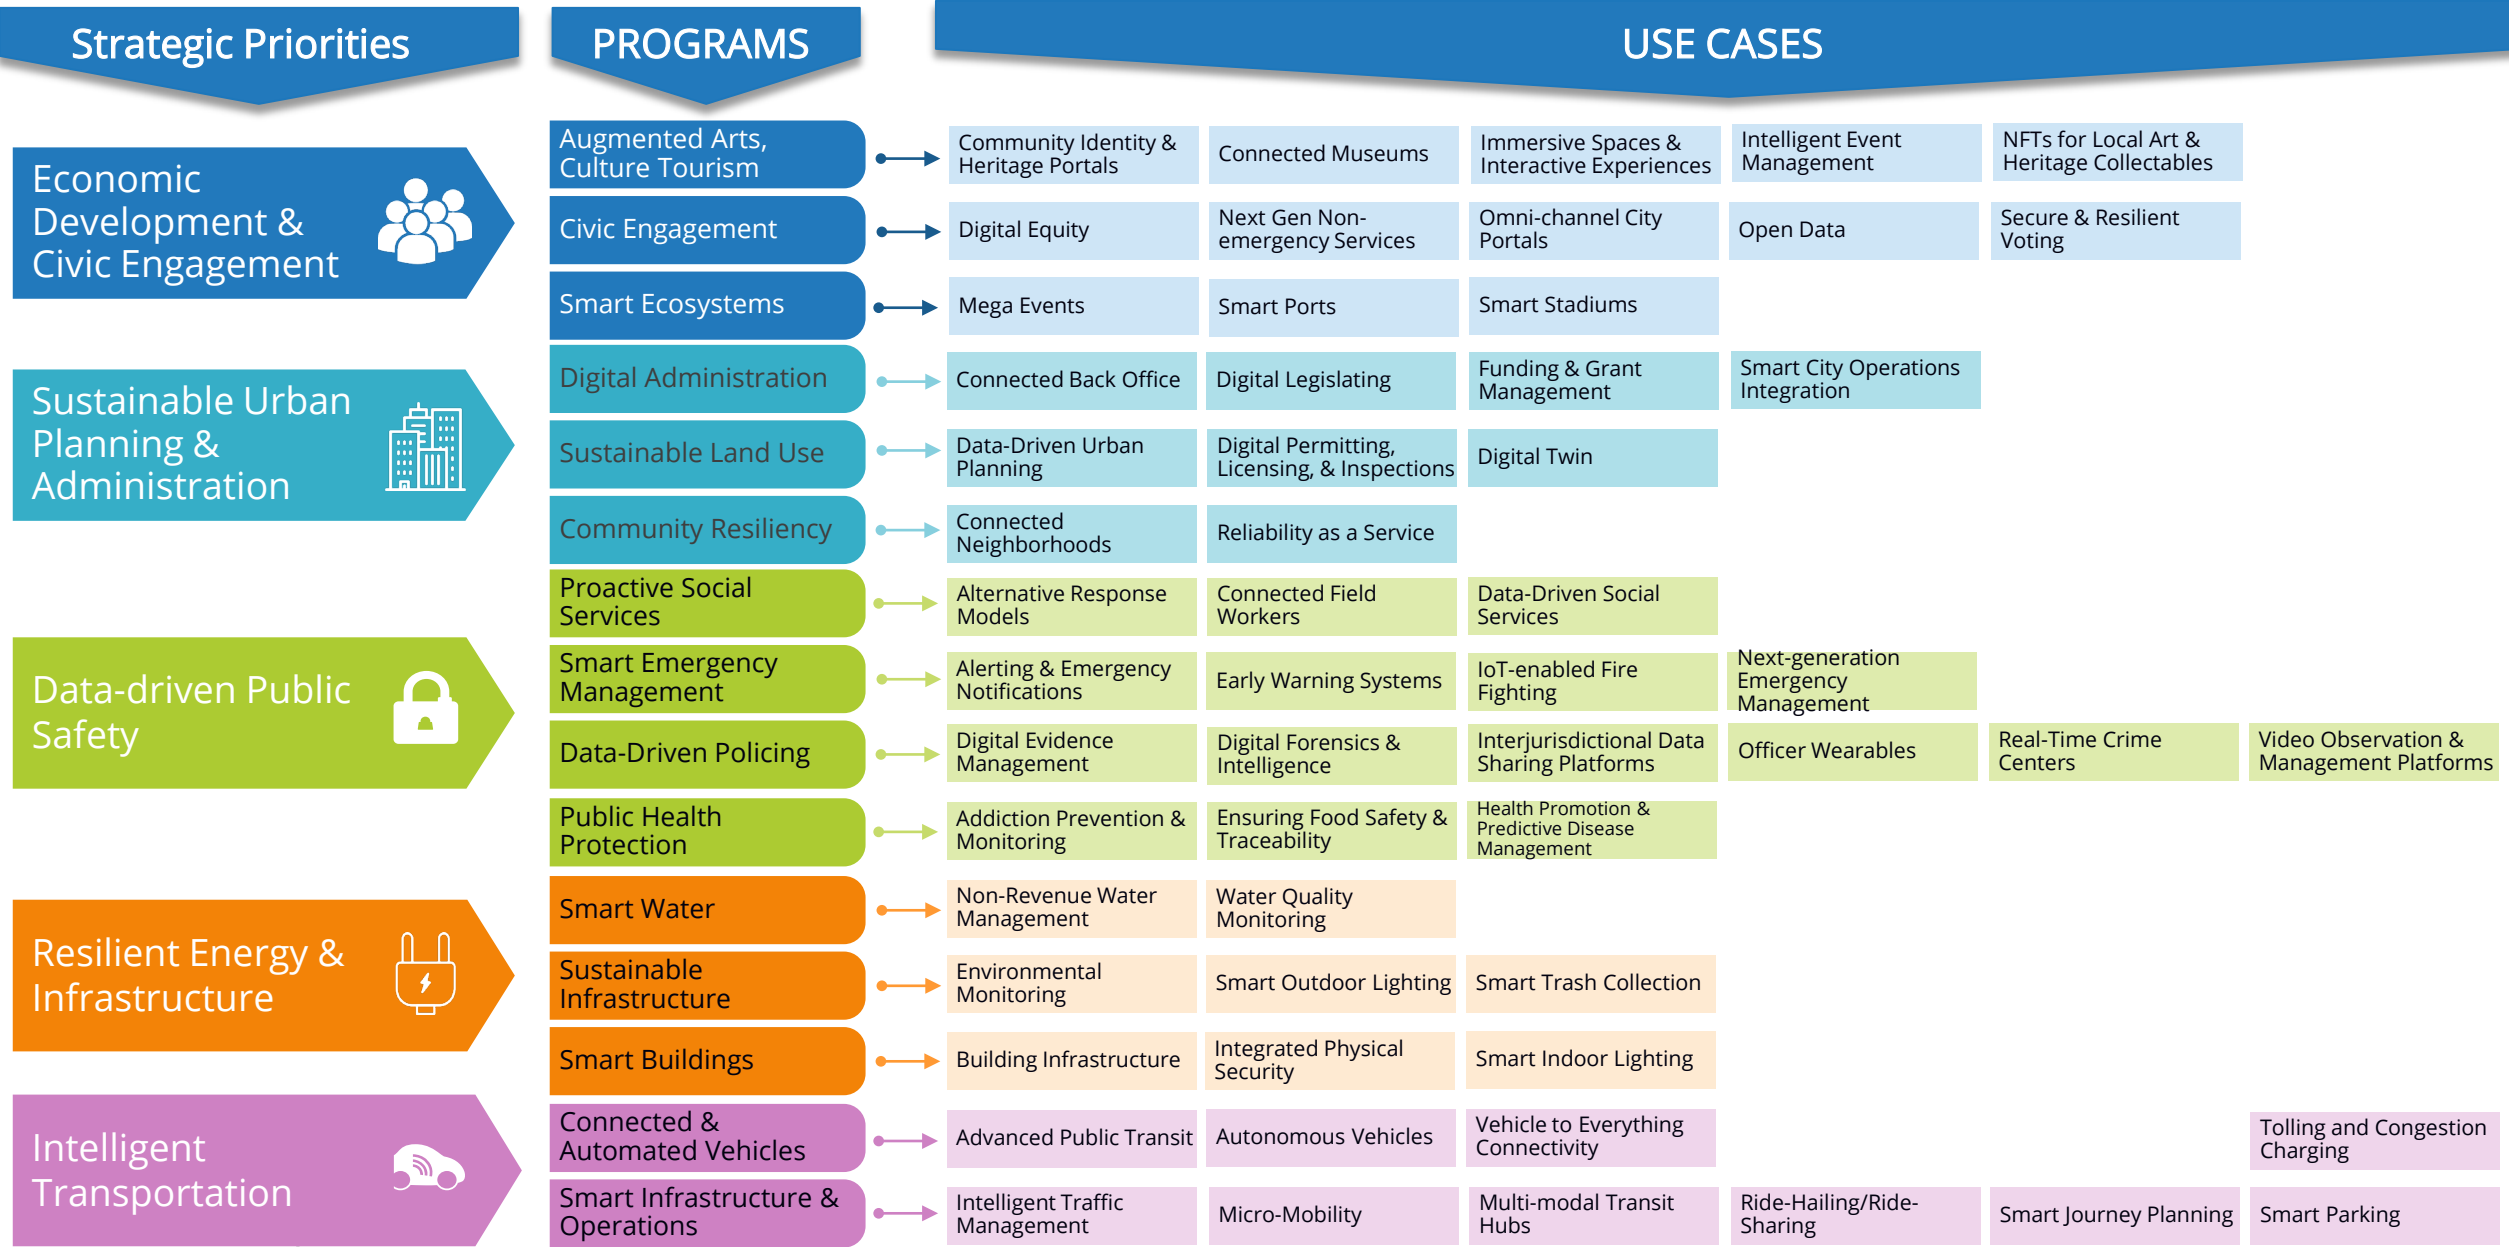 Strategic Priorities
PROGRAMS
USE CASES
Economic
Development &
Civic Engagement
Augmented Arts,
Culture Tourism
Community Identity &
Heritage Portals
Connected Museums
Immersive Spaces &
Interactive Experiences
Intelligent Event
Management
NFTs for Local Art &
Heritage Collectables
Civic Engagement
Digital Equity
Next Gen Non-
emergency Services
Omni-channel City
Portals
Open Data
Secure & Resilient
Voting
Smart Ecosystems
Mega Events
Smart Ports
Smart Stadiums
Sustainable Urban
Planning &
Administration
Digital Administration
Connected Back Office
Digital Legislating
Funding & Grant
Management
Smart City Operations
Integration
Sustainable Land Use
Data-Driven Urban
Planning
Digital Permitting,
Licensing, & Inspections
Digital Twin
Community Resiliency
Connected
Neighborhoods
Reliability as a Service
Data-driven Public
Safety
Proactive Social
Services
Alternative Response
Models
Connected Field
Workers
Data-Driven Social
Services
Smart Emergency
Management
Alerting & Emergency
Notifications
Early Warning Systems
IoT-enabled Fire
Fighting
Next-generation
Emergency
Management
Data-Driven Policing
Digital Evidence
Management
Digital Forensics &
Intelligence
Interjurisdictional Data
Sharing Platforms
Officer Wearables
Real-Time Crime
Centers
Video Observation &
Management Platforms
Public Health
Protection
Addiction Prevention &
Monitoring
Ensuring Food Safety &
Traceability
Health Promotion &
Predictive Disease
Management
Resilient Energy &
Infrastructure
Smart Water
Non-Revenue Water
Management
Water Quality
Monitoring
Sustainable
Infrastructure
Environmental
Monitoring
Smart Outdoor Lighting
Smart Trash Collection
Smart Buildings
Building Infrastructure
Integrated Physical
Security
Smart Indoor Lighting
Intelligent
Transportation
Connected &
Automated Vehicles
Advanced Public Transit
Autonomous Vehicles
Vehicle to Everything
Connectivity
Tolling and Congestion
Charging
Smart Infrastructure &
Operations
Intelligent Traffic
Management
Micro-Mobility
Multi-modal Transit
Hubs
Ride-Hailing/Ride-
Sharing
Smart Journey Planning
Smart Parking